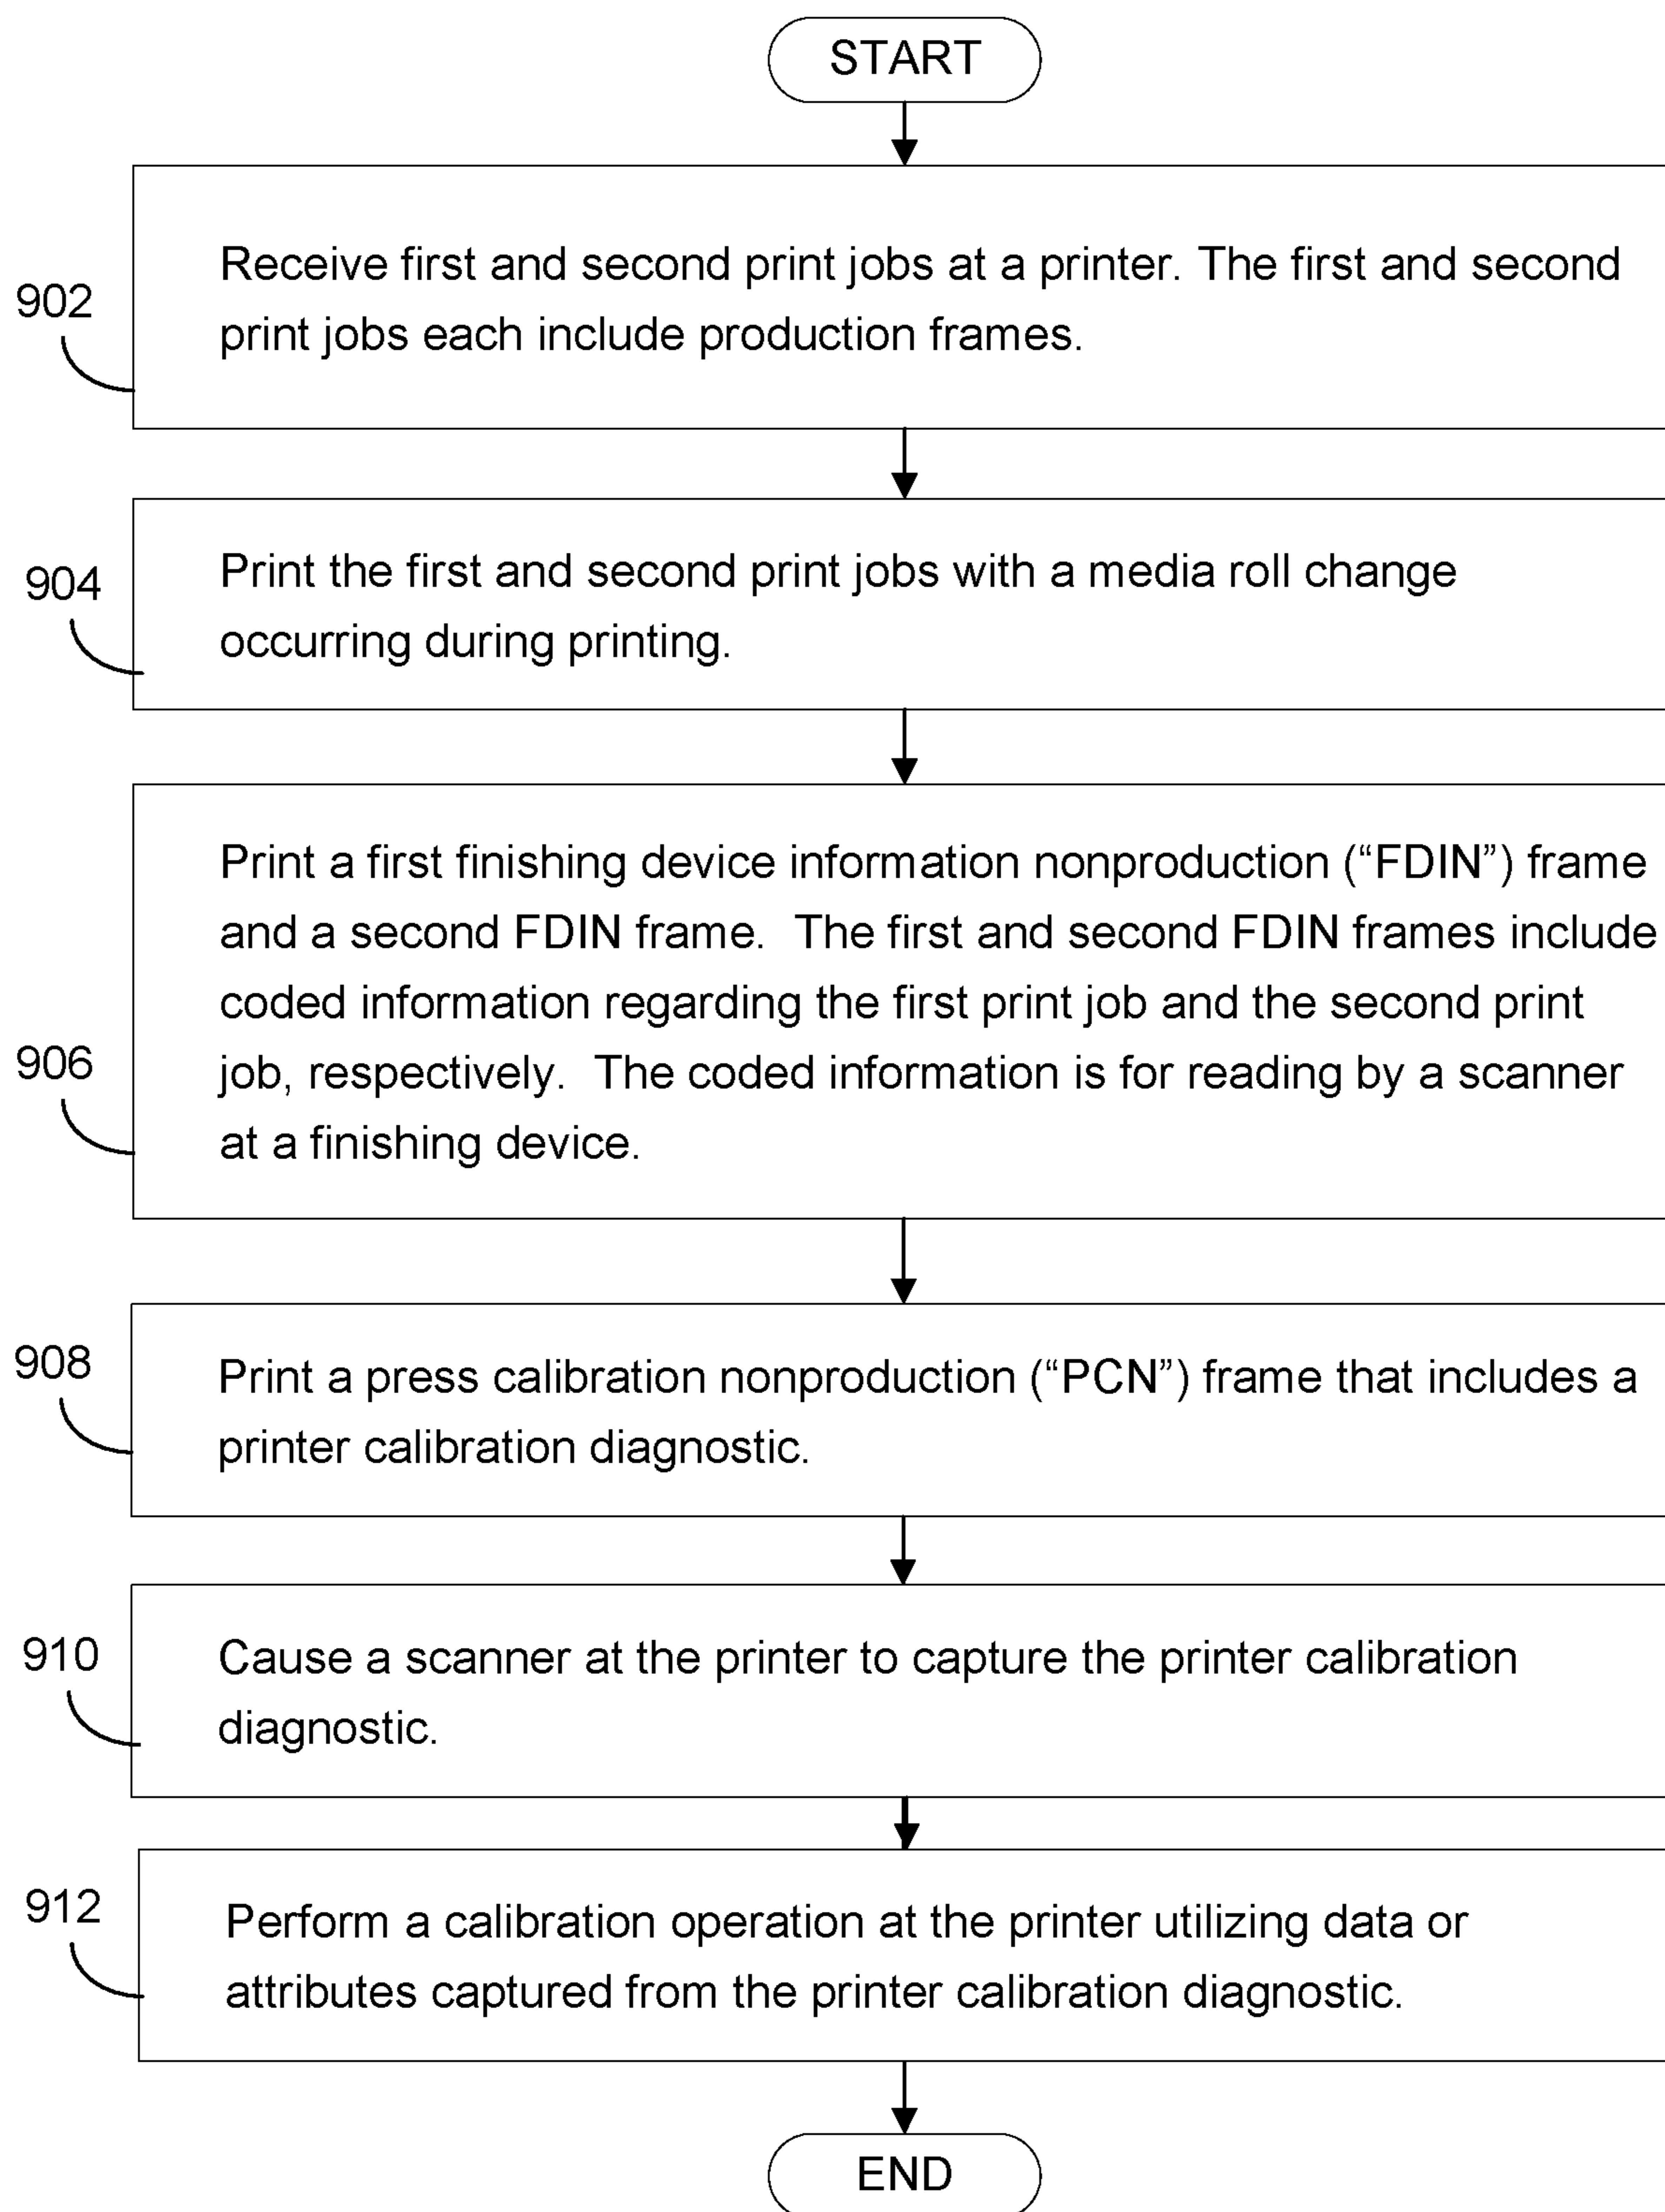 START
902
Receive first and second print jobs at a printer. The first and second
print jobs each include production frames.
904
Print the first and second print jobs with a media roll change
occurring during printing.
906
Print a first finishing device information nonproduction (“FDIN”) frame
and a second FDIN frame.  The first and second FDIN frames include
coded information regarding the first print job and the second print
job, respectively.  The coded information is for reading by a scanner
at a finishing device.
908
Print a press calibration nonproduction (“PCN”) frame that includes a
printer calibration diagnostic.
910
Cause a scanner at the printer to capture the printer calibration
diagnostic.
912
Perform a calibration operation at the printer utilizing data or
attributes captured from the printer calibration diagnostic.
END